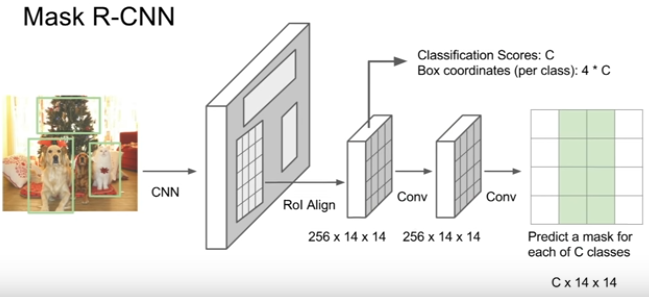 Mask R-CNN
Classification Scores: C
Box coordinates (per class): 4 * C
CNN
RoI Align
Conv
Conv
256 x 14 x 14
256 x 14 x 14
Predict a mask for
each of C classes
C x 14 x 14